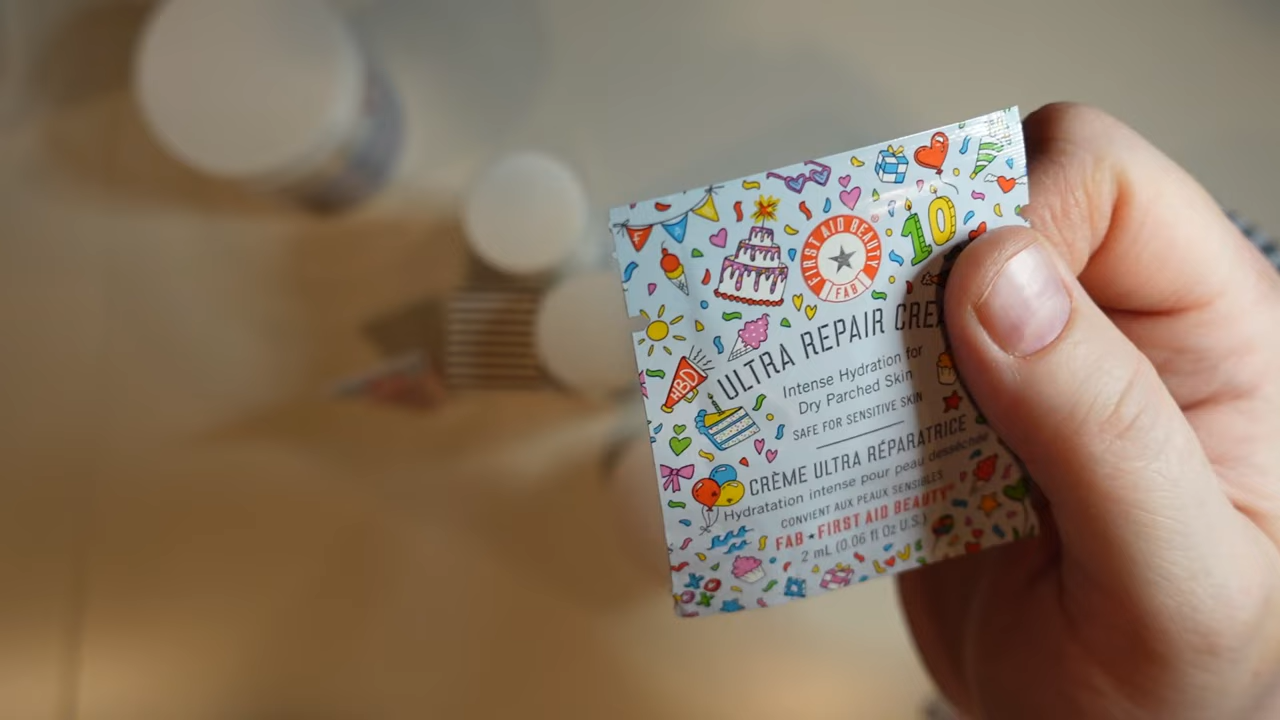 FIRST AID BEAUTY
®
FAB
10
HBD
ULTRA REPAIR
Intense Hydration for
Dry Parched Skin
SAFE FOR SENSITIVE SKIN
CRÈME ULTRA RÉPARATRICE
Hydratation intense pour peau desséchée
CONVIENT AUX PEAUX SENSIBLES
FAB★FIRST AID BEAUTY®
2 mL (0.06 fl Oz U.S.)